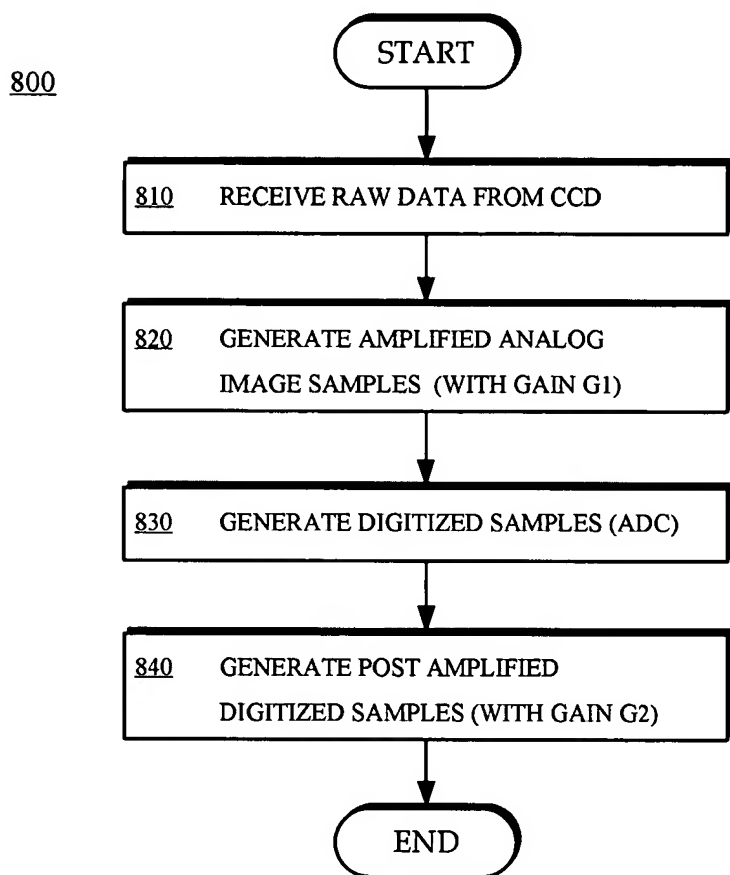 START
800
810 RECEIVE RAW DATA FROM CCD
820 GENERATE AMPLIFIED ANALOG
IMAGE SAMPLES (WITH GAIN G1)
830 GENERATE DIGITIZED SAMPLES (ADC)
840 GENERATE POST AMPLIFIED
DIGITIZED SAMPLES (WITH GAIN G2)
END